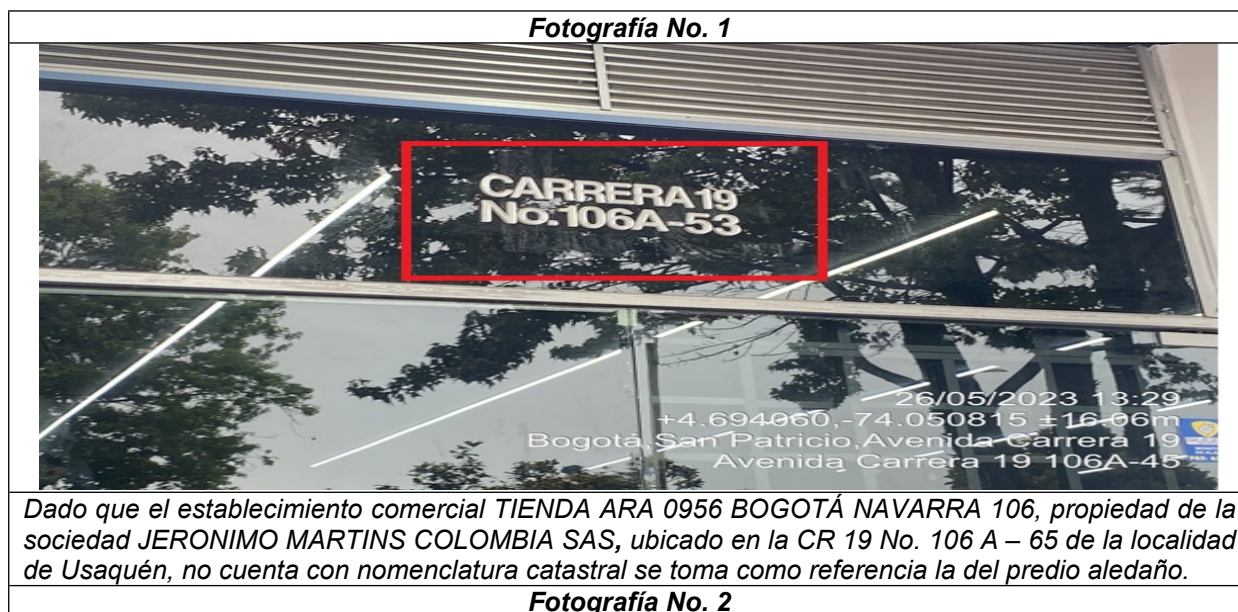 Fotografía No. 1
CARRERA 19
No.106A-53
26/05/2023 13:29
+4.694060,-74.050815 ±16.06m
Bogotá,San Patricio,Avenida Carrera 19
Avenida Carrera 19 106A-45
Dado que el establecimiento comercial TIENDA ARA 0956 BOGOTÁ NAVARRA 106, propiedad de la
sociedad JERONIMO MARTINS COLOMBIA SAS, ubicado en la CR 19 No. 106 A – 65 de la localidad
de Usaquén, no cuenta con nomenclatura catastral se toma como referencia la del predio aledaño.
Fotografía No. 2